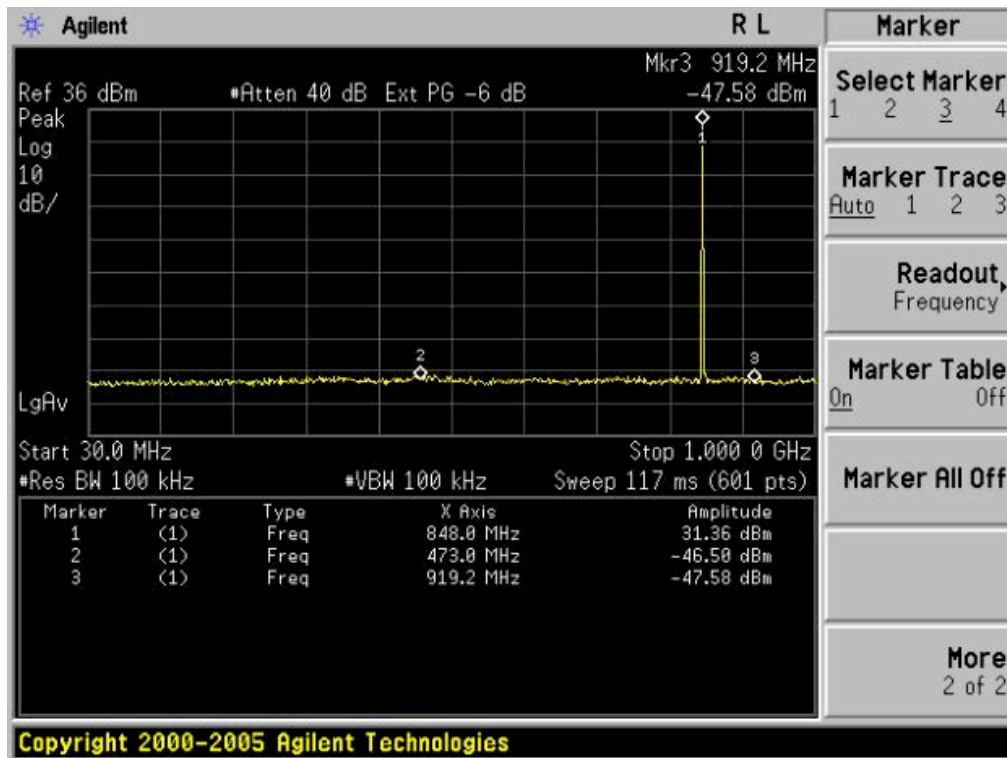 Agilent
R L
Mkr3 919.2 MHz
Ref 36 dBm #Atten 40 dB Ext PG -6 dB -47.58 dBm
Peak
Log
10
dB/
1
2
3
LgAv
Start 30.0 MHz Stop 1.000 0 GHz
#Res BW 100 kHz #VBW 100 kHz Sweep 117 ms (601 pts)
Marker Trace Type X Axis Amplitude
1 (1) Freq 848.0 MHz 31.36 dBm
2 (1) Freq 473.0 MHz -46.50 dBm
3 (1) Freq 919.2 MHz -47.58 dBm
Marker
Select Marker
1 2 3 4
Marker Trace
Auto 1 2 3
Readout
Frequency
Marker Table
On Off
Marker All Off
More
2 of 2
Copyright 2000-2005 Agilent Technologies